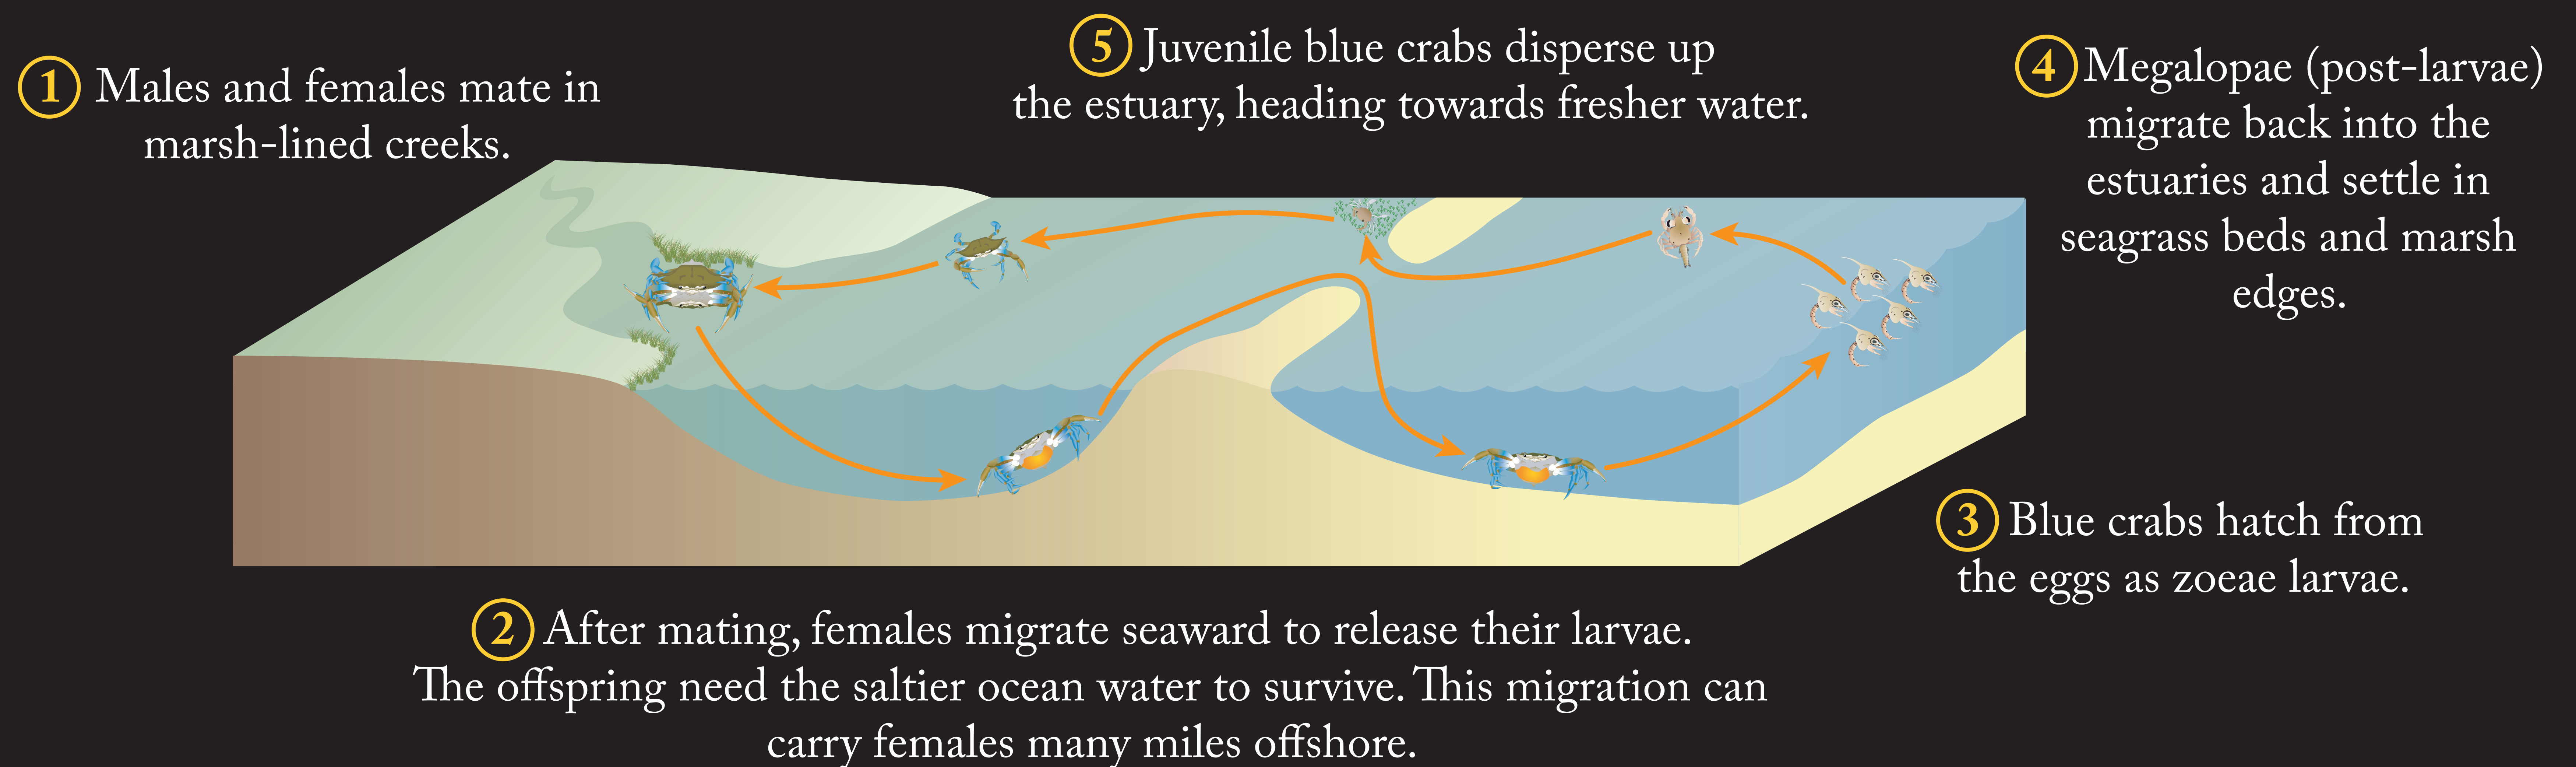 1 Males and females mate in
marsh-lined creeks.
2 After mating, females migrate seaward to release their larvae.
The offspring need the saltier ocean water to survive. This migration can
carry females many miles offshore.
3 Blue crabs hatch from
the eggs as zoeae larvae.
4 Megalopae (post-larvae)
migrate back into the
estuaries and settle in
seagrass beds and marsh
edges.
5 Juvenile blue crabs disperse up
the estuary, heading towards fresher water.